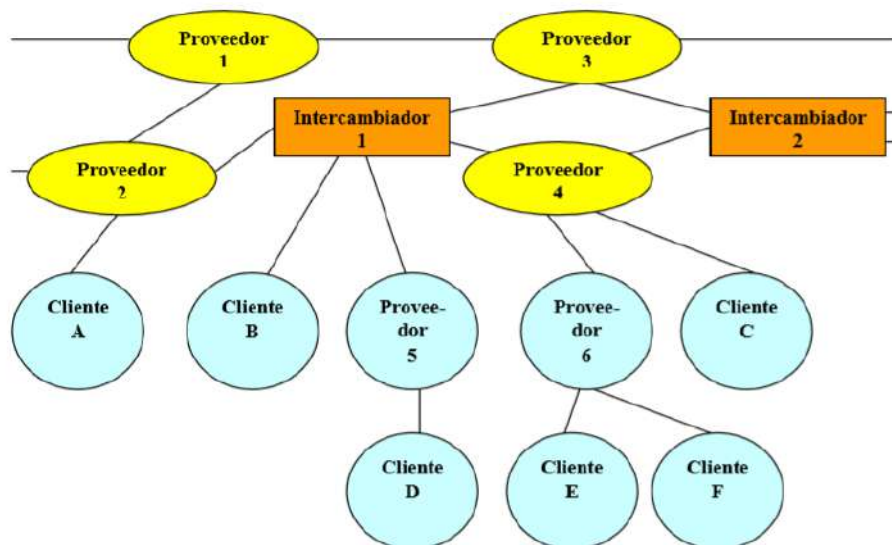 Proveedor
1
Proveedor
3
Intercambiador
1
Intercambiador
2
Proveedor
2
Proveedor
4
Cliente
A
Cliente
B
Provee-
dor
5
Provee-
dor
6
Cliente
C
Cliente
D
Cliente
E
Cliente
F